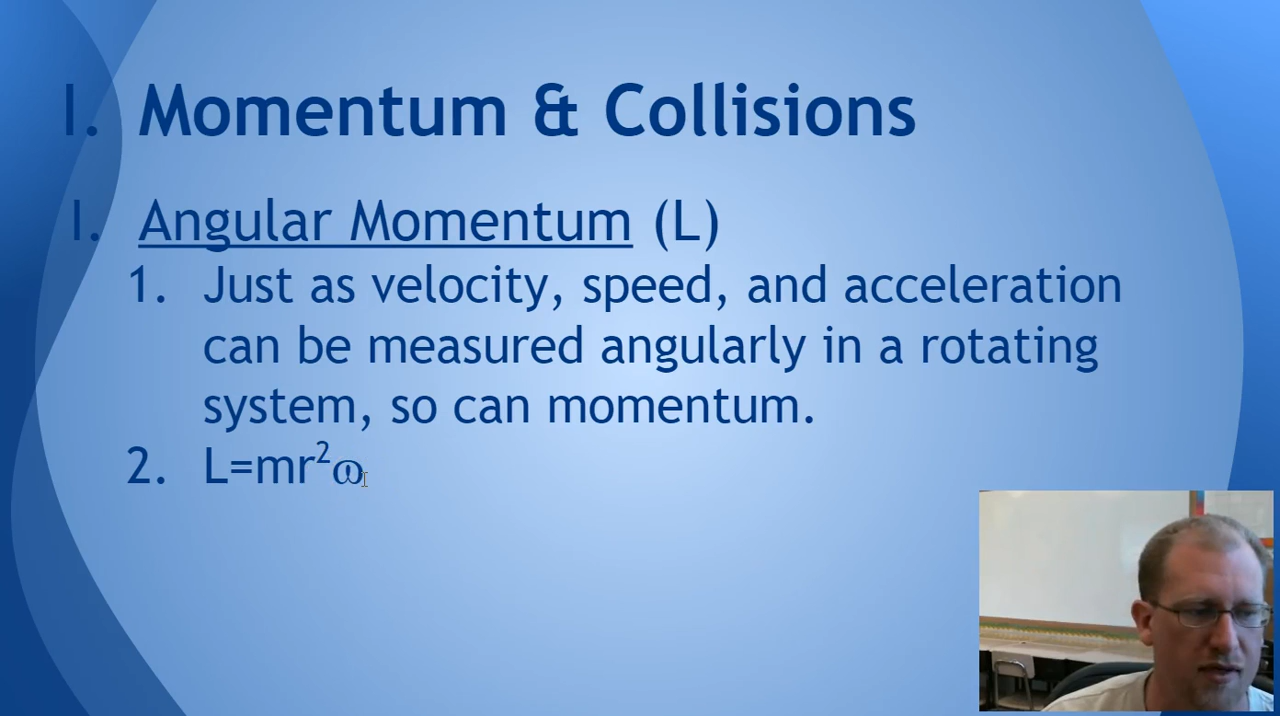 I. Momentum & Collisions
I. Angular Momentum (L)
1. Just as velocity, speed, and acceleration
can be measured angularly in a rotating
system, so can momentum.
2. L=mr²ω